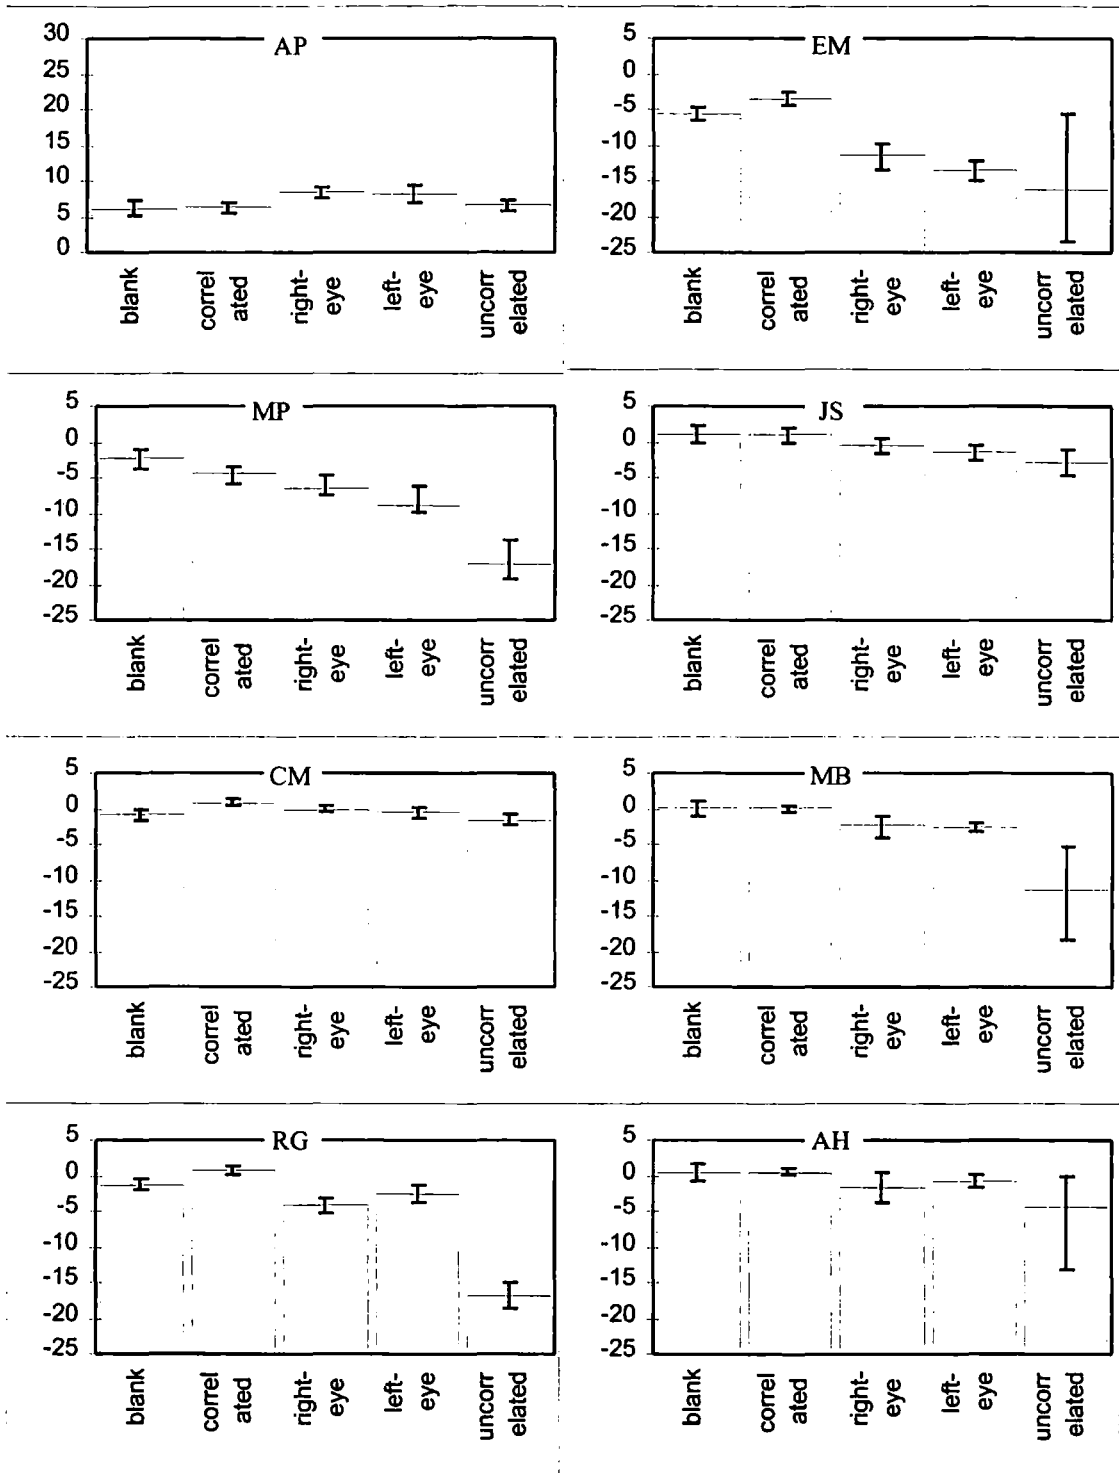 AP
30
25
20
15
10
5
0
blank
correl
ated
right-
eye
left-
eye
uncorr
elated
EM
5
0
-5
-10
-15
-20
-25
blank
correl
ated
right-
eye
left-
eye
uncorr
elated
MP
5
0
-5
-10
-15
-20
-25
blank
correl
ated
right-
eye
left-
eye
uncorr
elated
JS
5
0
-5
-10
-15
-20
-25
blank
correl
ated
right-
eye
left-
eye
uncorr
elated
CM
5
0
-5
-10
-15
-20
-25
blank
correl
ated
right-
eye
left-
eye
uncorr
elated
MB
5
0
-5
-10
-15
-20
-25
blank
correl
ated
right-
eye
left-
eye
uncorr
elated
RG
5
0
-5
-10
-15
-20
-25
blank
correl
ated
right-
eye
left-
eye
uncorr
elated
AH
5
0
-5
-10
-15
-20
-25
blank
correl
ated
right-
eye
left-
eye
uncorr
elated